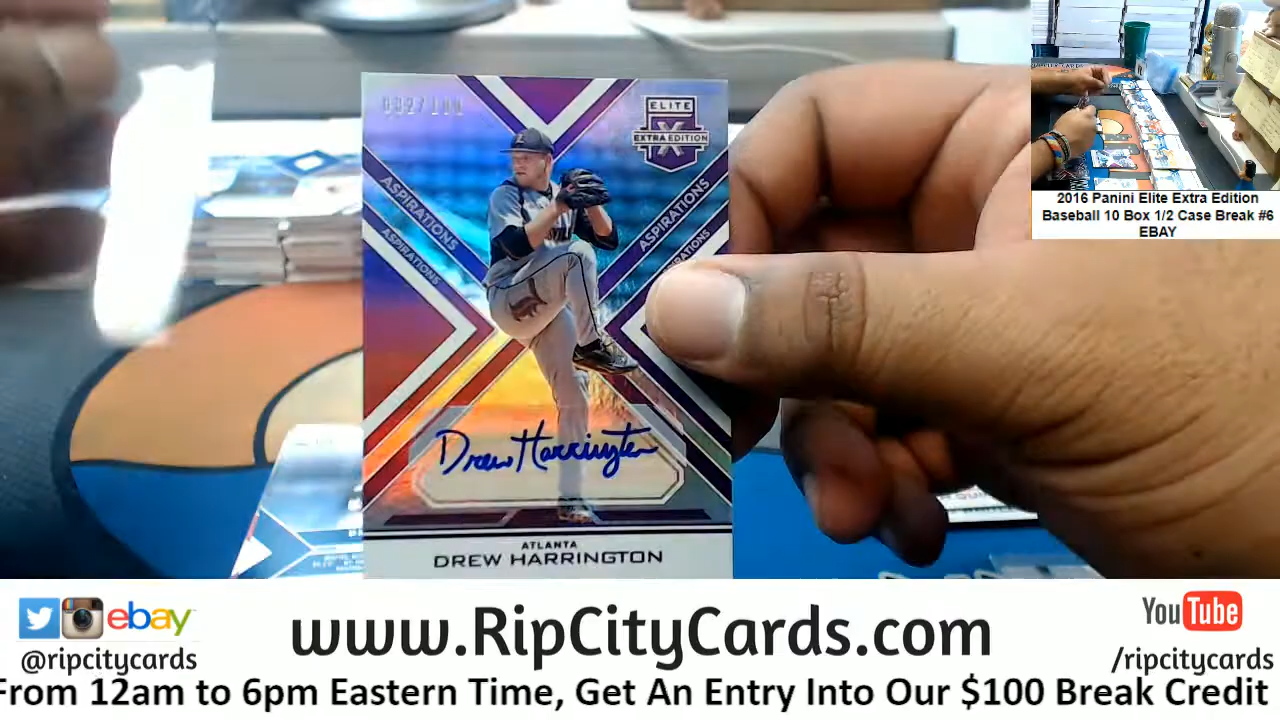 ELITE
X
EXTRA EDITION
ASPIRATIONS
ASPIRATIONS
ASPIRATIONS
Drew Harrington
ATLANTA
DREW HARRINGTON
2016 Panini Elite Extra Edition
Baseball 10 Box 1/2 Case Break #6
EBAY
ebay
@ripcitycards
www.RipCityCards.com
YouTube
/ripcitycards
From 12am to 6pm Eastern Time, Get An Entry Into Our $100 Break Credit